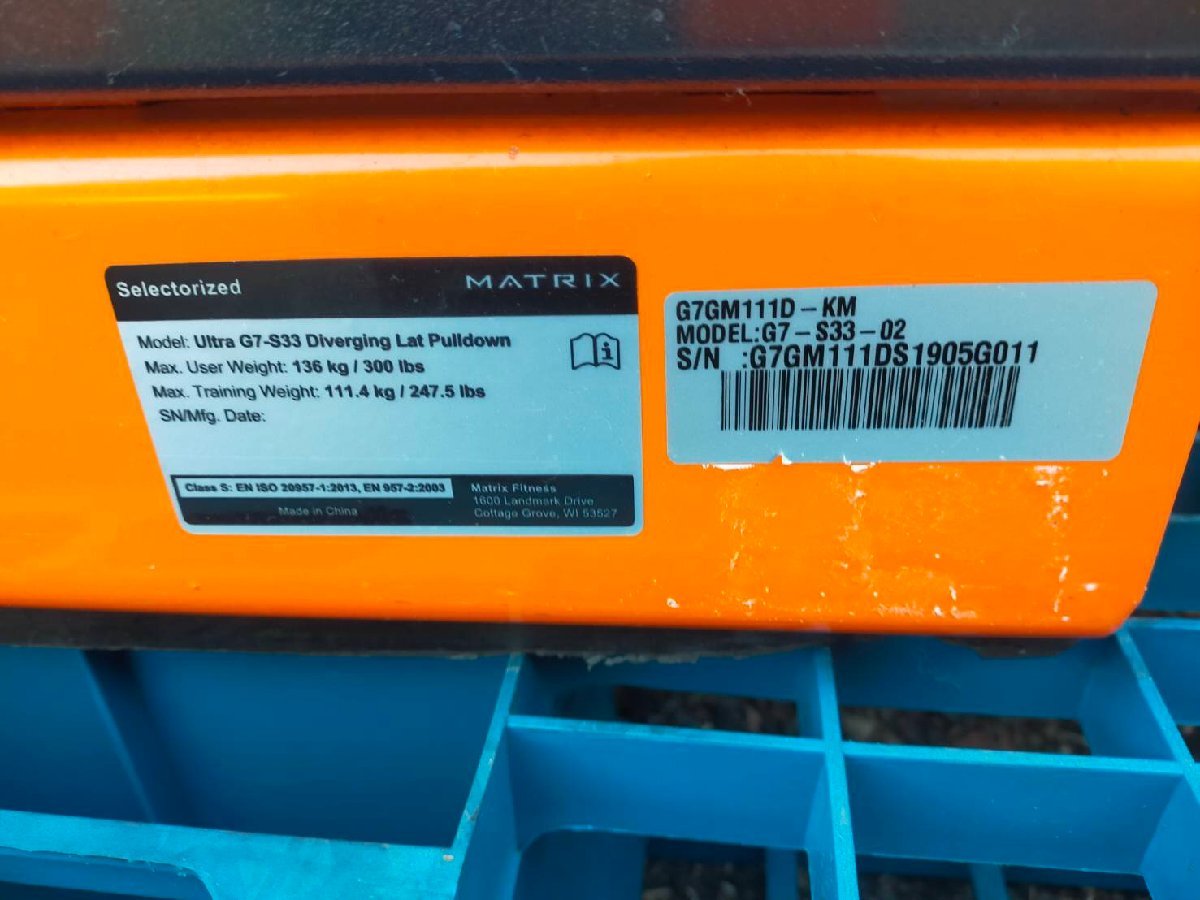 Selectorized
MATRIX
Model: Ultra G7-S33 Diverging Lat Pulldown
Max. User Weight: 136 kg / 300 lbs
Max. Training Weight: 111.4 kg / 247.5 lbs
SN/Mfg. Date:
Class S: EN ISO 20957-1:2013, EN 957-2:2003
Made in China
Matrix Fitness
1600 Landmark Drive
Cottage Grove, WI 53527
G7GM111D-KM
MODEL:G7-S33-02
S/N :G7GM111DS1905G011